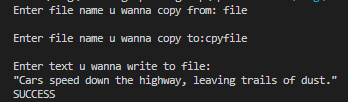 Enter file name u wanna copy from: file
Enter file name u wanna copy to:cpyfile
Enter text u wanna write to file:
"Cars speed down the highway, leaving trails of dust."
SUCCESS